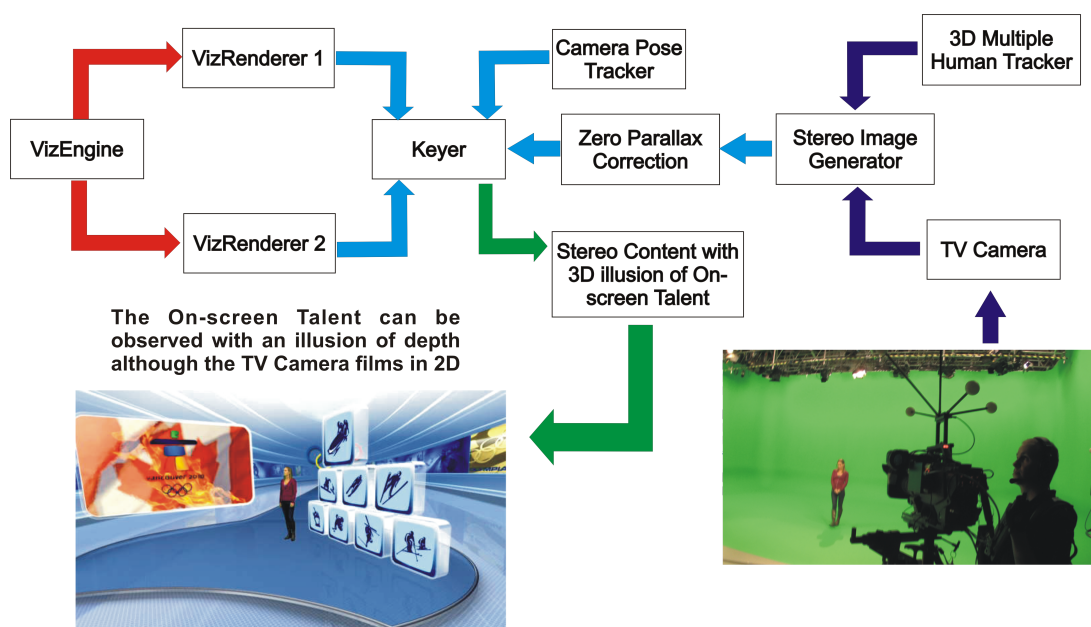 VizRenderer 1
Camera Pose
Tracker
3D Multiple
Human Tracker
VizEngine
Keyer
Zero Parallax
Correction
Stereo Image
Generator
VizRenderer 2
Stereo Content with
3D illusion of On-
screen Talent
TV Camera
The On-screen Talent can be
observed with an illusion of depth
although the TV Camera films in 2D